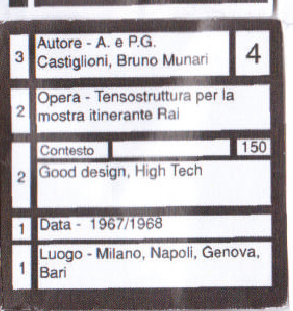 3 Autore - A. e P.G.
Castiglioni, Bruno Munari 4
2 Opera - Tensostruttura per la
mostra itinerante Rai
Contesto 150
2 Good design, High Tech
1 Data - 1967/1968
1 Luogo - Milano, Napoli, Genova,
Bari